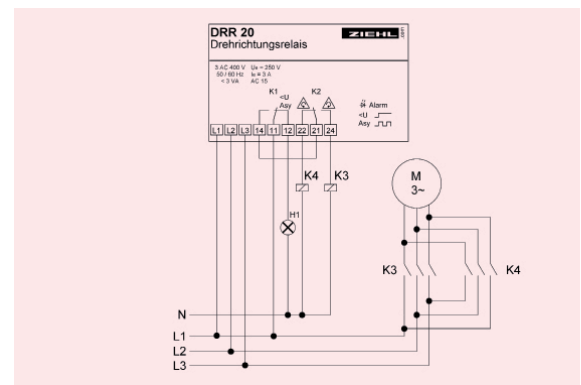 DRR 20
ZIEHL
Drehrichtungsrelais
3 AC 400 V Us ~ 250 V
50 / 60 Hz Ie = 3 A
< 3 VA AC 15
K1 <U K2
Asy
Alarm
<U
Asy
L1 L2 L3 14 11 12 22 21 24
K4 K3
M
3~
H1
K3 K4
N
L1
L2
L3